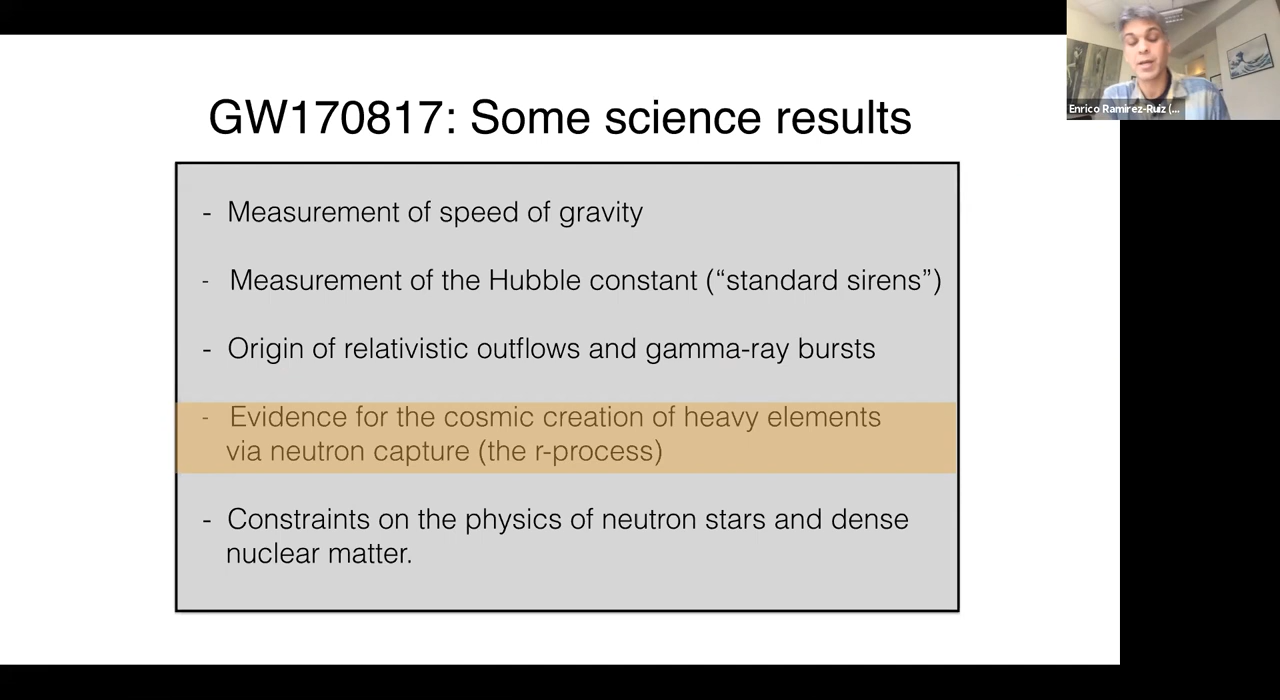 GW170817: Some science results
- Measurement of speed of gravity
- Measurement of the Hubble constant (“standard sirens”)
- Origin of relativistic outflows and gamma-ray bursts
- Evidence for the cosmic creation of heavy elements
via neutron capture (the r-process)
- Constraints on the physics of neutron stars and dense
nuclear matter.
Enrico Ramirez-Ruiz (...